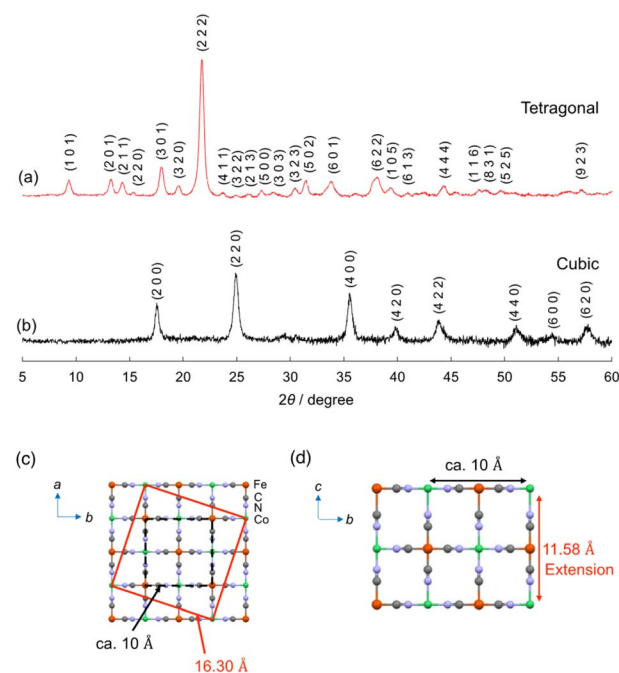 (a)
(1 0 1)
(2 0 1)
(2 1 1)
(2 2 0)
(3 0 1)
(3 2 0)
(2 2 2)
(4 1 1)
(3 2 2)
(2 1 3)
(5 0 0)
(3 0 3)
(3 2 3)
(5 0 2)
(6 0 1)
(6 2 2)
(1 0 5)
(6 1 3)
(4 4 4)
(1 1 6)
(8 3 1)
(5 2 5)
(9 2 3)
Tetragonal
(b)
(2 0 0)
(2 2 0)
(4 0 0)
(4 2 0)
(4 2 2)
(4 4 0)
(6 0 0)
(6 2 0)
Cubic
5 10 15 20 25 30 35 40 45 50 55 60
2θ / degree
(c)
a
b
Fe
C
N
Co
ca. 10 Å
16.30 Å
(d)
c
b
ca. 10 Å
11.58 Å
Extension